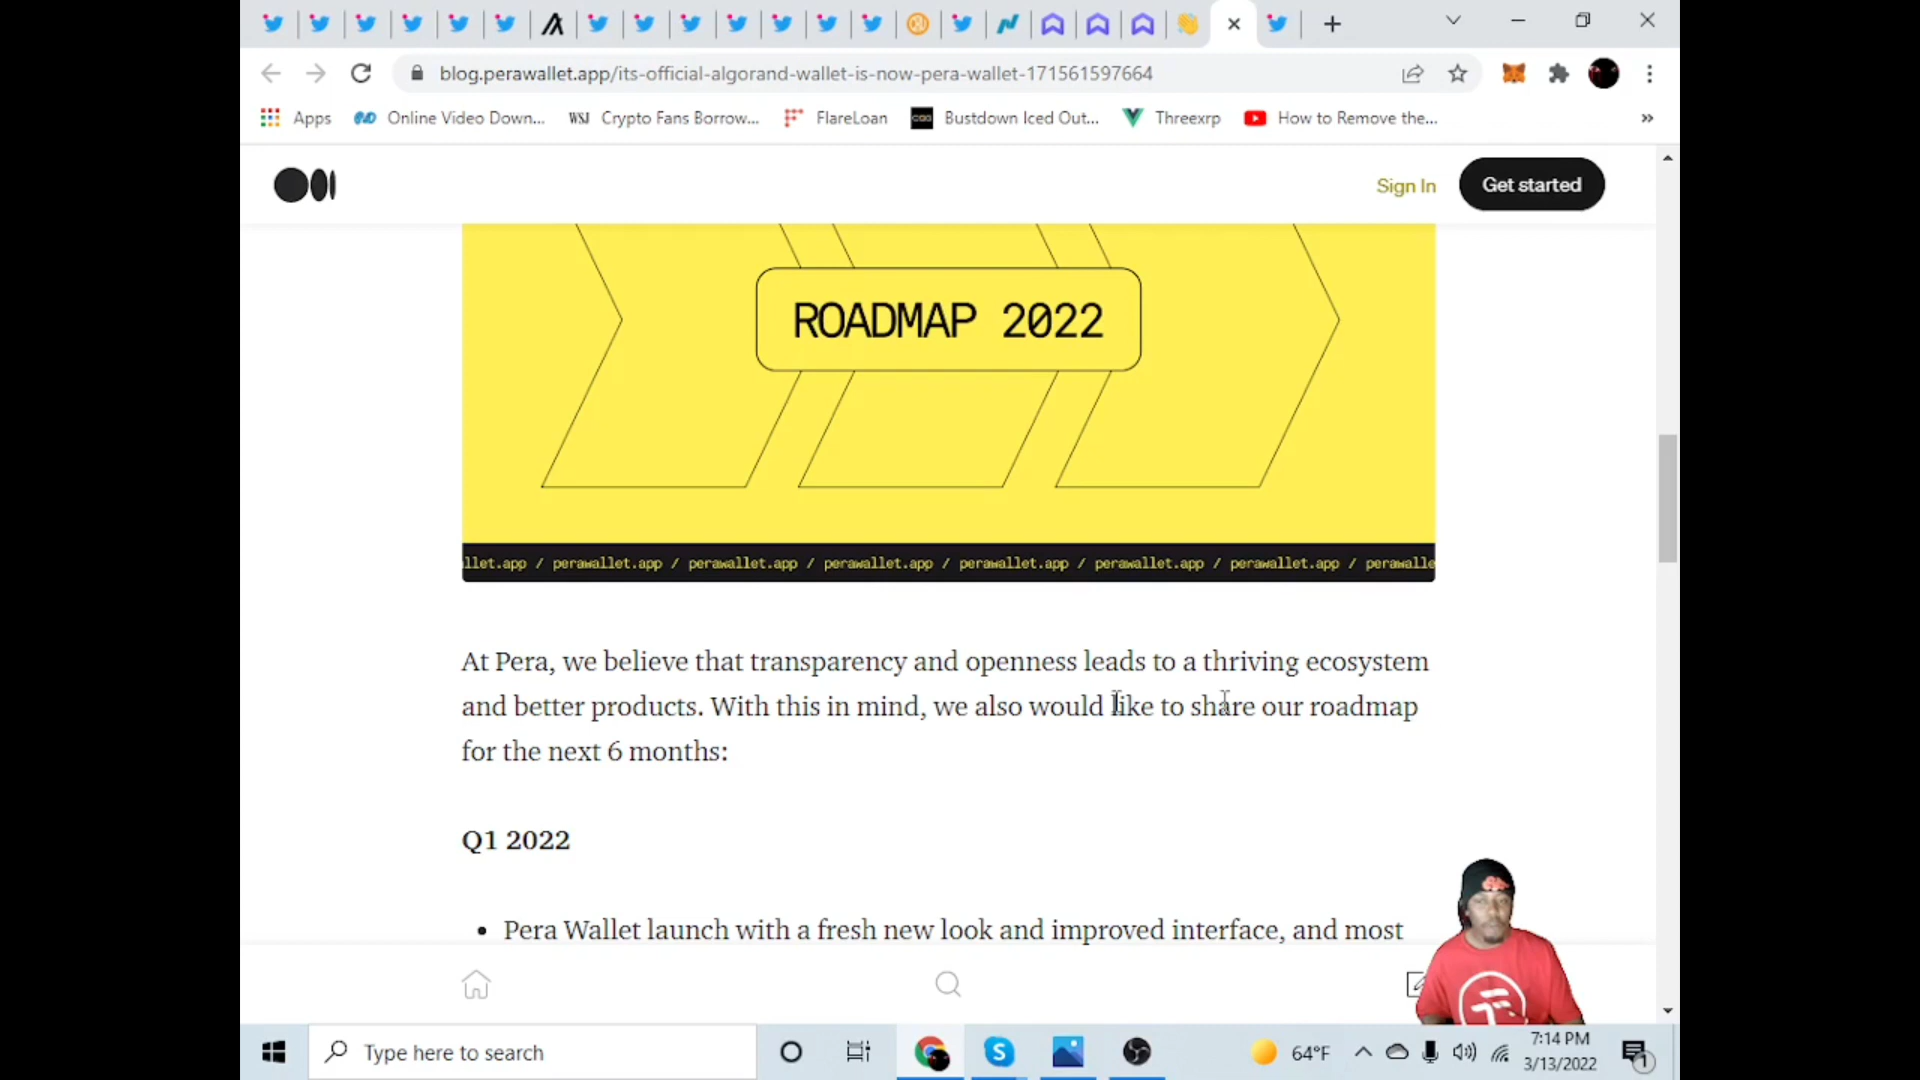 blog.perawallet.app/its-official-algorand-wallet-is-now-pera-wallet-171561597664
Apps Online Video Down... WSJ Crypto Fans Borrow... FlareLoan Bustdown Iced Out... Threexrp How to Remove the... »
Sign In Get started
ROADMAP 2022
llet.app / perawallet.app / perawallet.app / perawallet.app / perawallet.app / perawallet.app / perawallet.app / perawalle
At Pera, we believe that transparency and openness leads to a thriving ecosystem
and better products. With this in mind, we also would like to share our roadmap
for the next 6 months:
Q1 2022
• Pera Wallet launch with a fresh new look and improved interface, and most
Type here to search
64°F
7:14 PM
3/13/2022
1